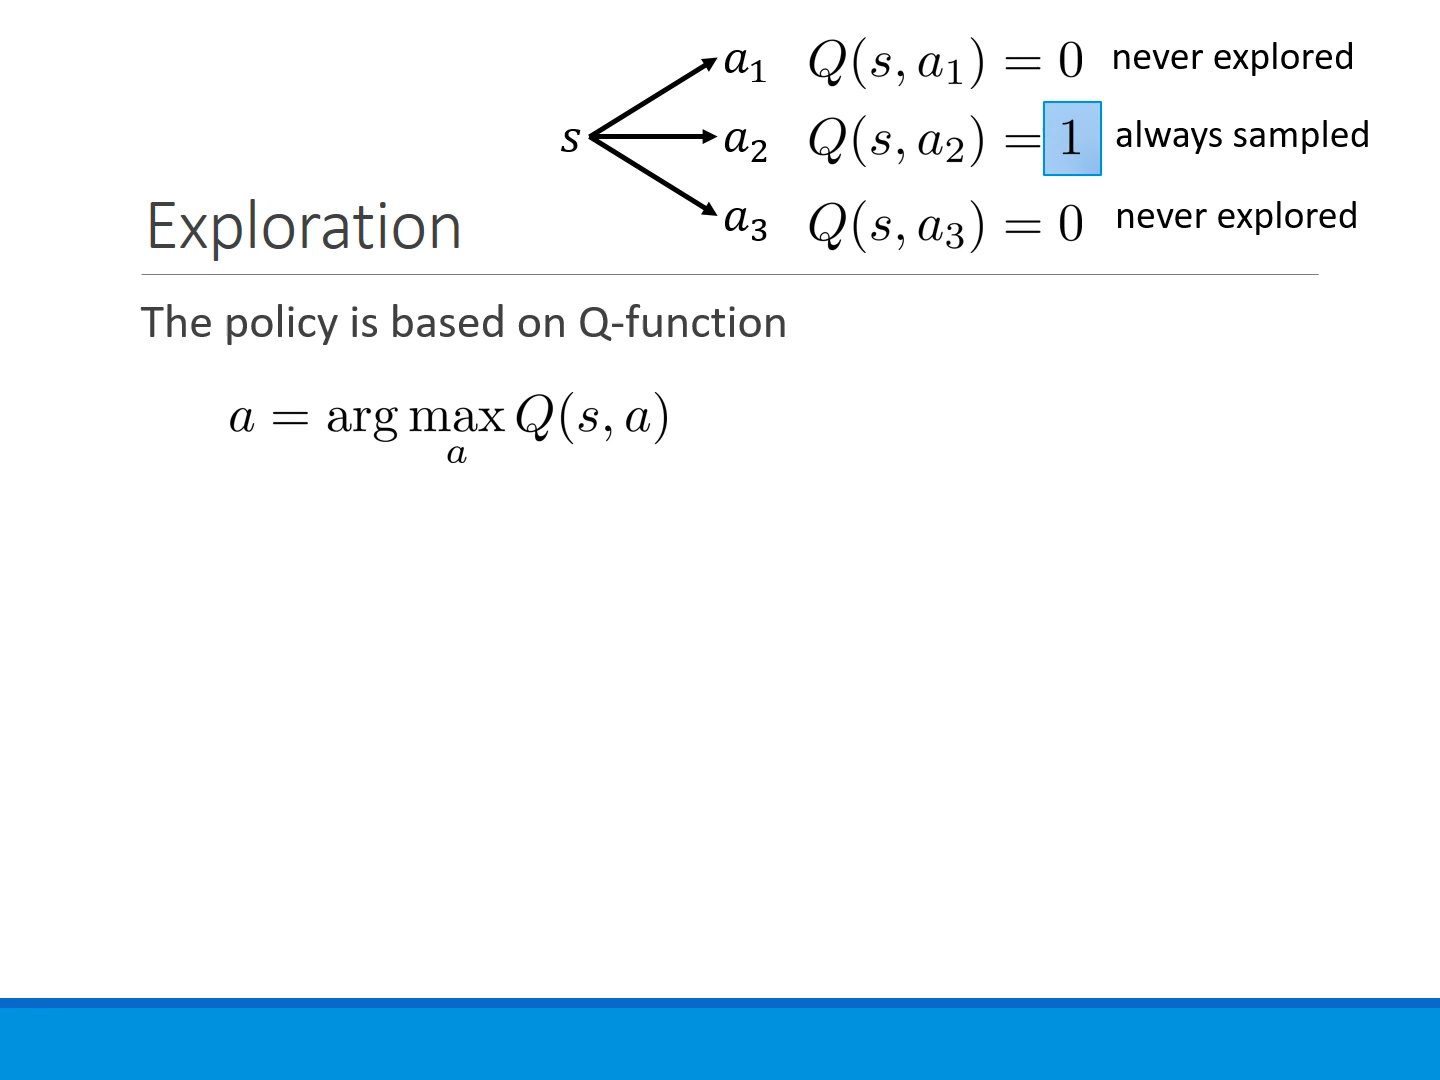 a₁ Q(s, a₁) = 0 never explored
s a₂ Q(s, a₂) = 1 always sampled
a₃ Q(s, a₃) = 0 never explored
Exploration
The policy is based on Q-function
a = arg max Q(s, a)
a